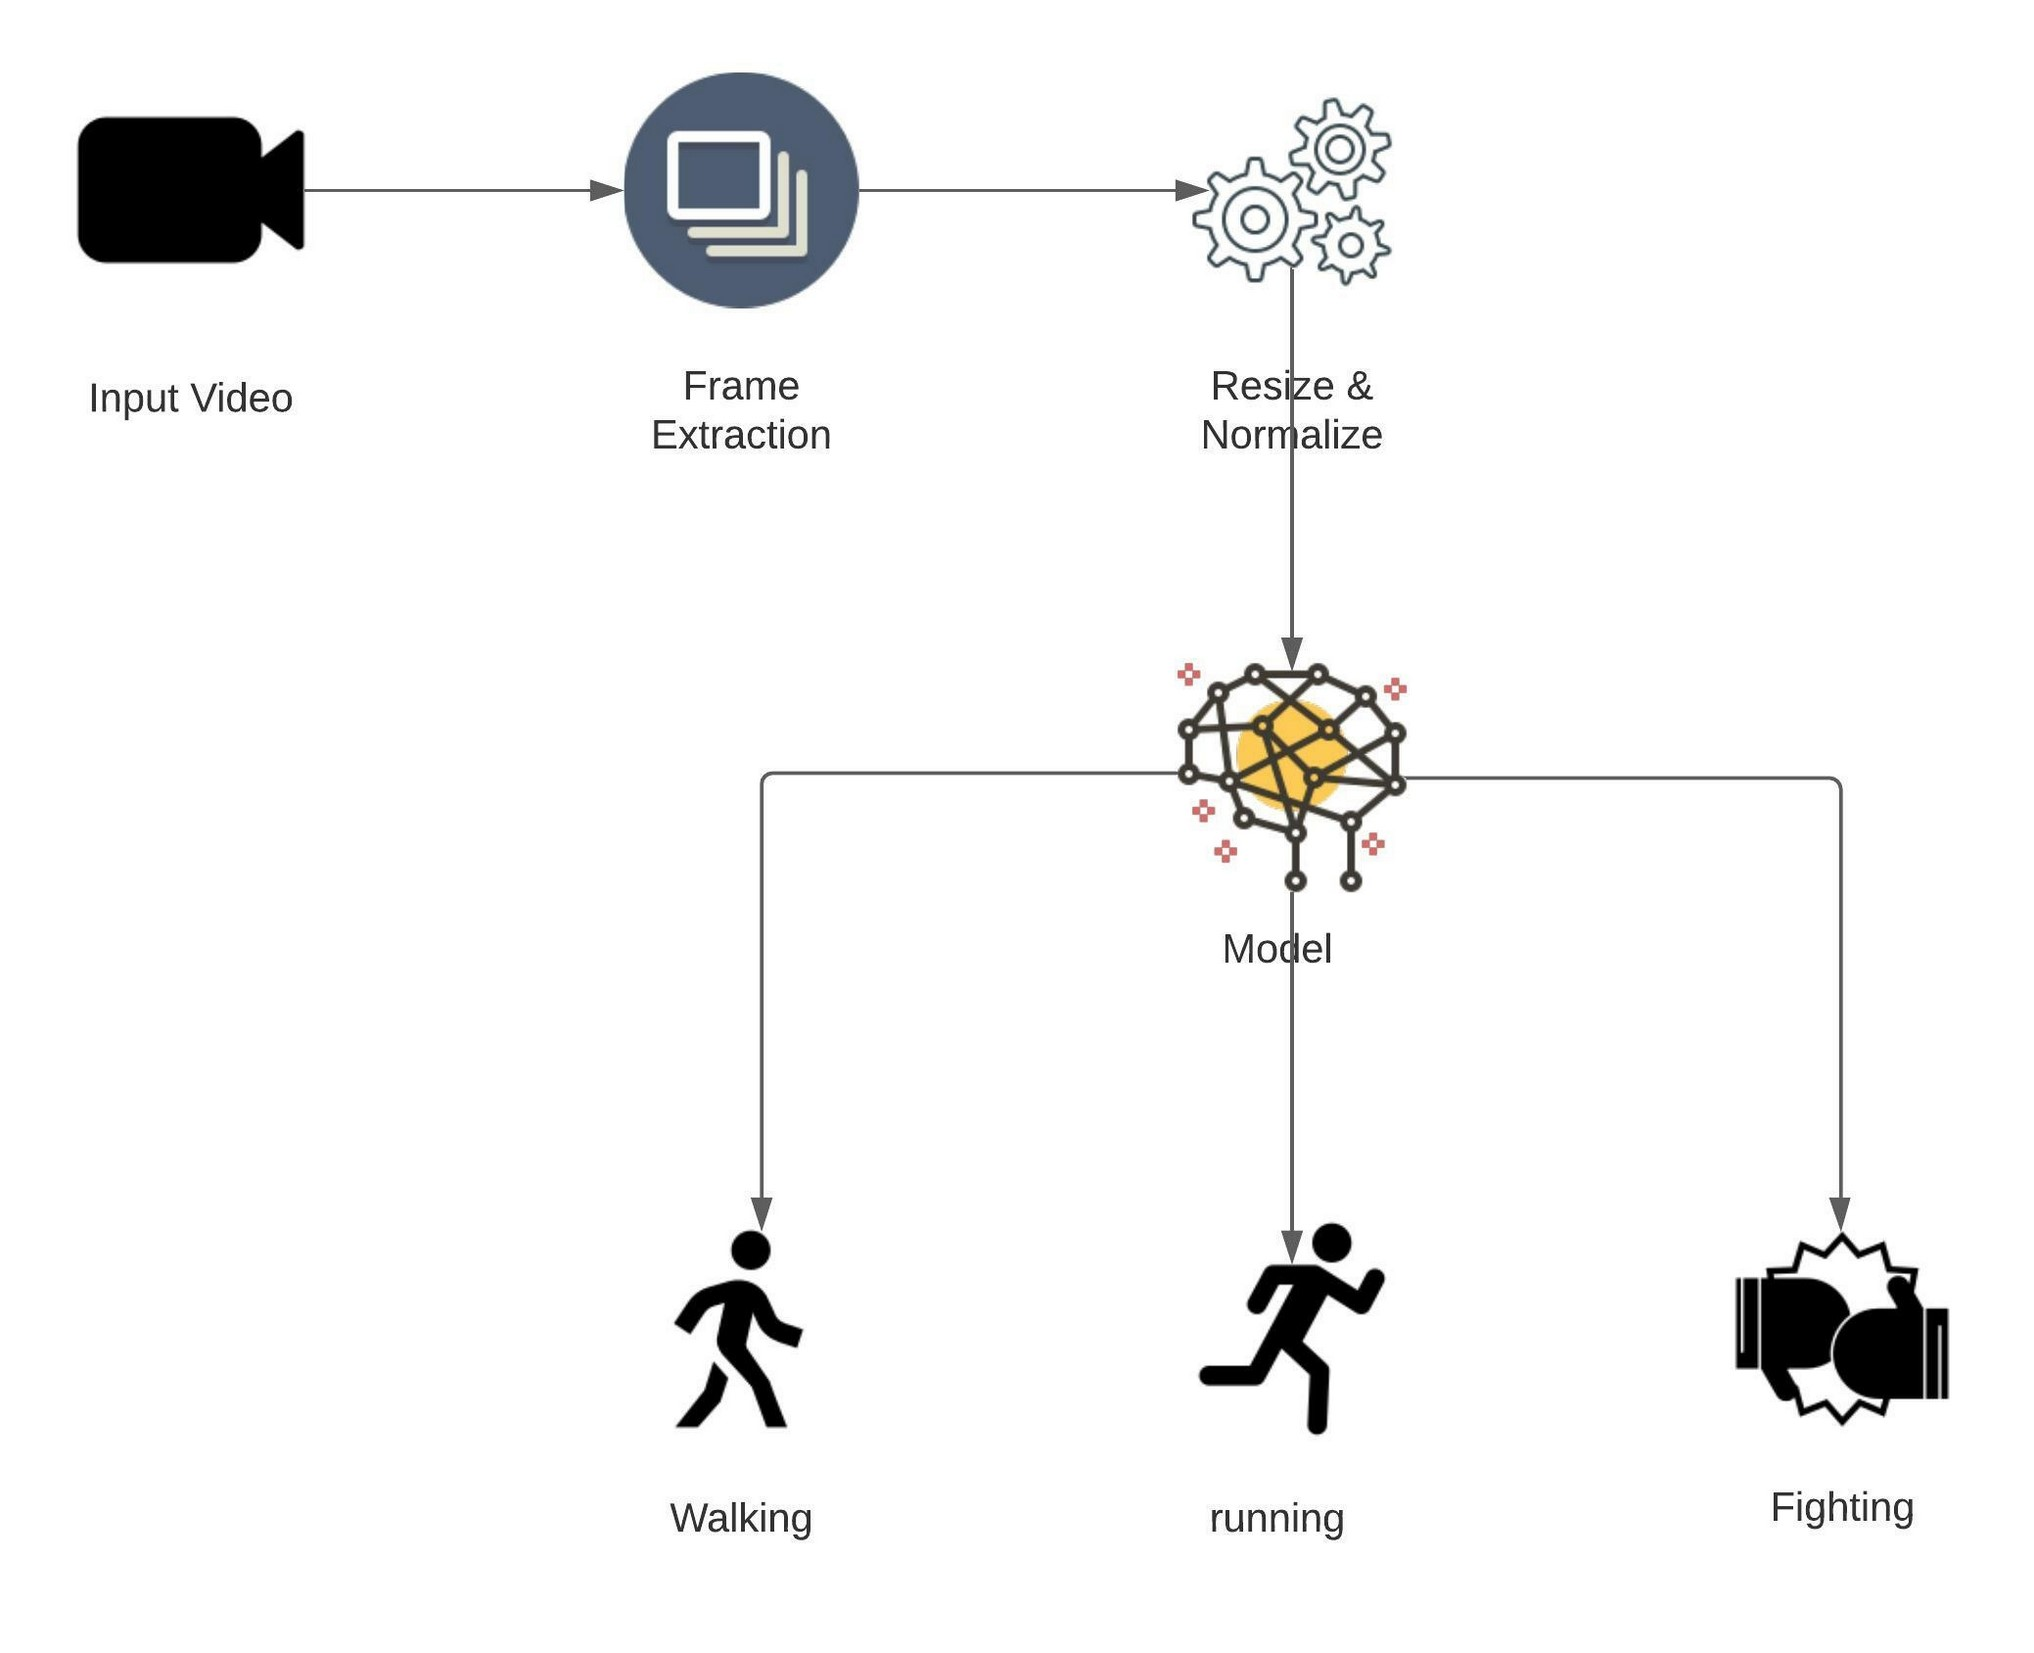 Input Video
Frame
Extraction
Resize &
Normalize
Model
Walking
running
Fighting